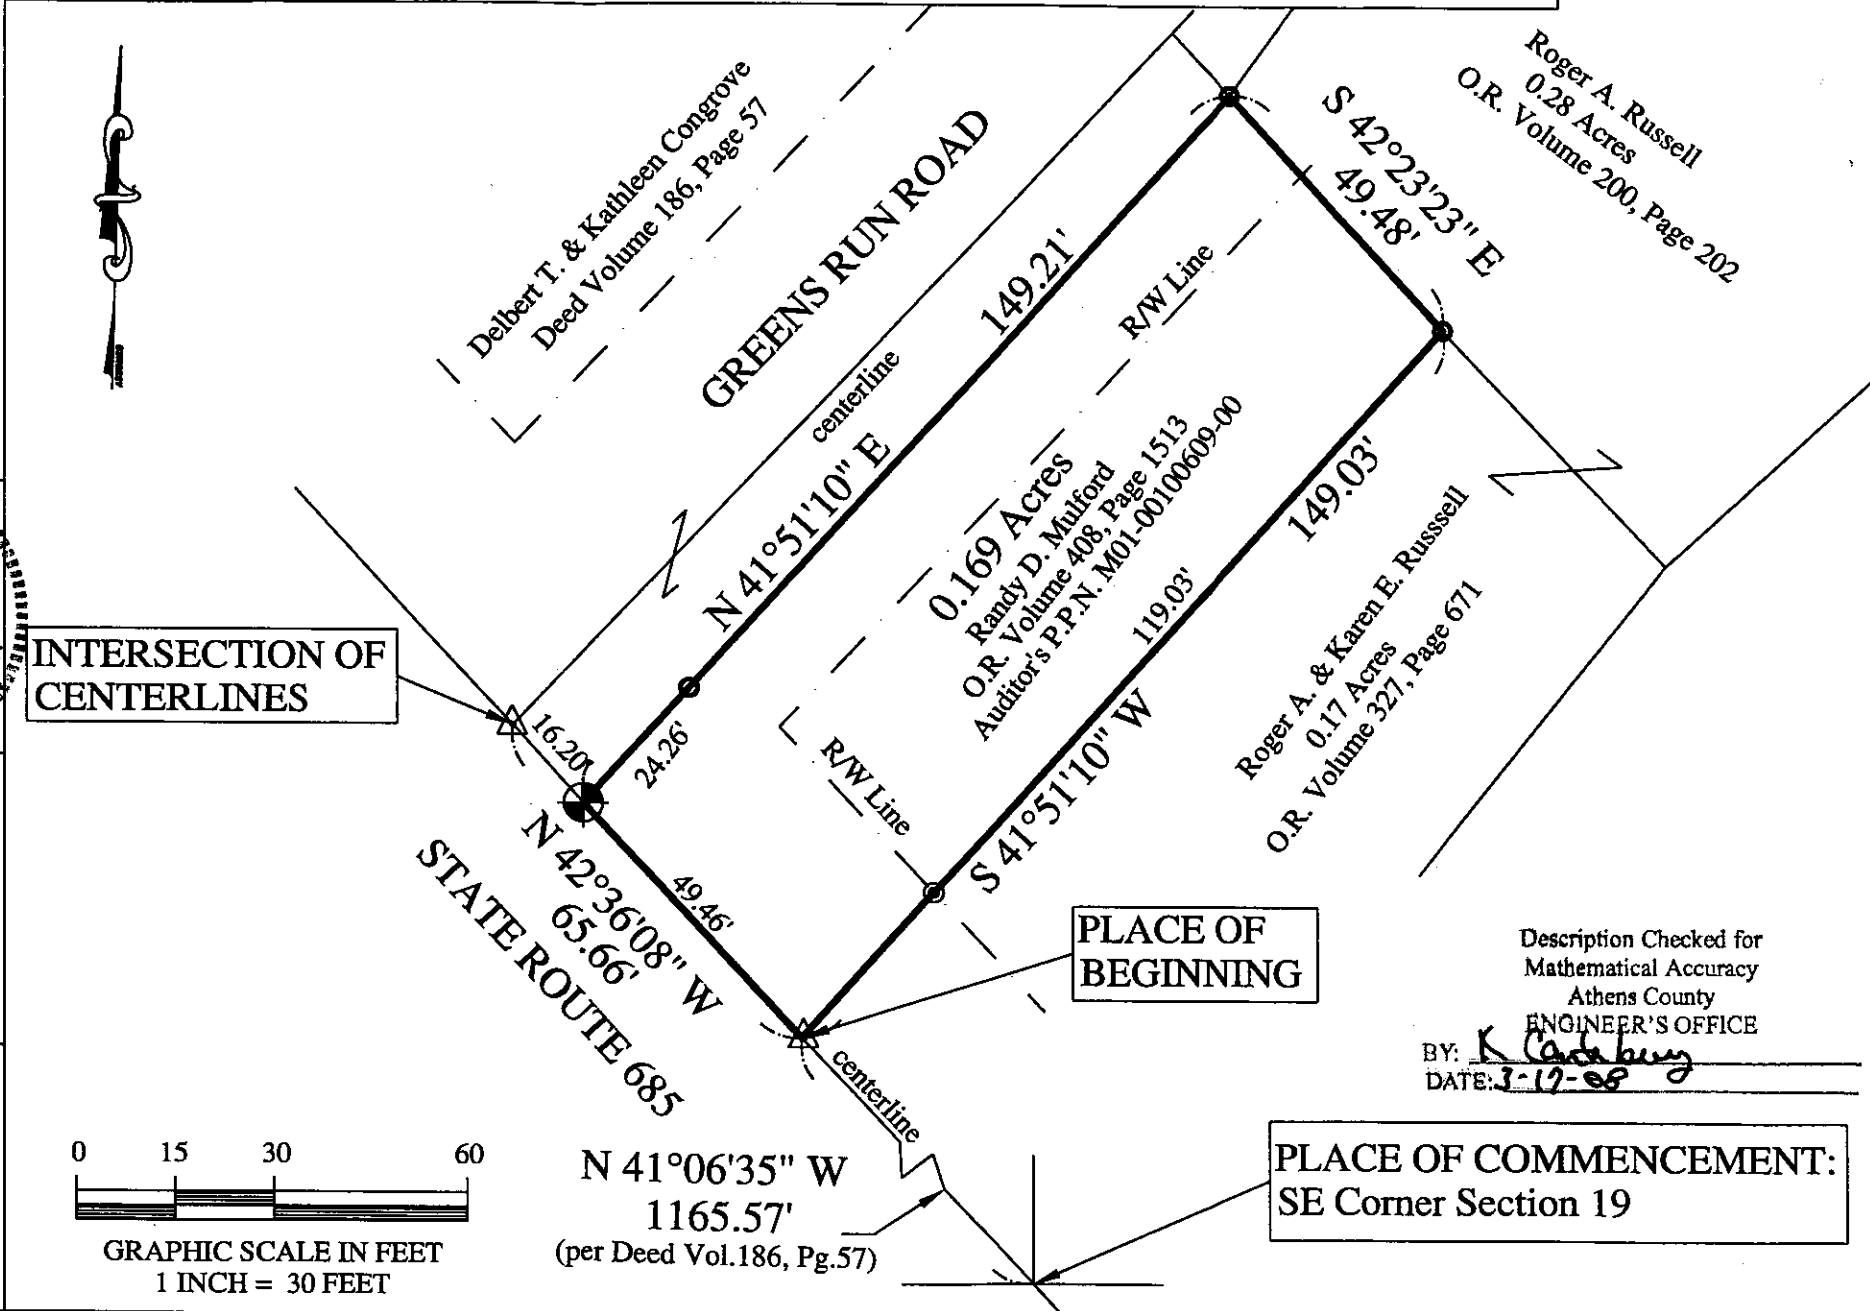 Roger A. Russell
0.28 Acres
O.R. Volume 200, Page 202
Delbert T. & Kathleen Congrove
Deed Volume 186, Page 57
GREENS RUN ROAD
centerline
S 42°23'23" E
49.48'
149.21'
N 41°51'10" E
R/W Line
0.169 Acres
Randy D. Mulford
O.R. Volume 408, Page 1513
Auditor's P.P.N. M01-00100609-00
149.03'
119.03'
S 41°51'10" W
Roger A. & Karen E. Russsell
0.17 Acres
O.R. Volume 327, Page 671
INTERSECTION OF
CENTERLINES
16.20'
24.26'
R/W Line
N 42°36'08" W
65.66'
49.46'
STATE ROUTE 685
PLACE OF
BEGINNING
centerline
Description Checked for
Mathematical Accuracy
Athens County
ENGINEER'S OFFICE
BY: K
DATE: 3-17-08
0 15 30 60
GRAPHIC SCALE IN FEET
1 INCH = 30 FEET
N 41°06'35" W
1165.57'
(per Deed Vol.186, Pg.57)
PLACE OF COMMENCEMENT:
SE Corner Section 19